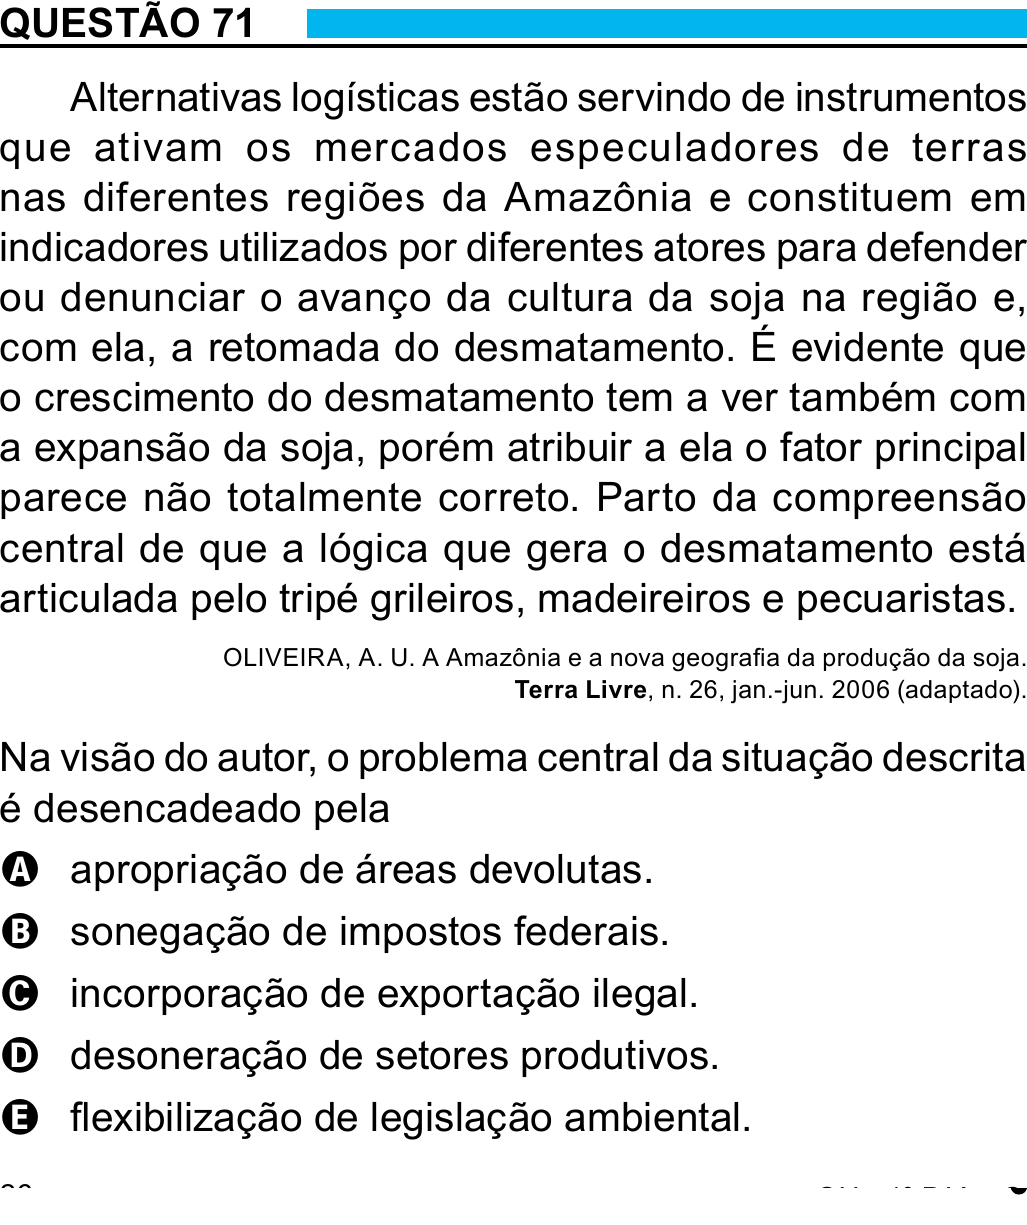 QUESTÃO 71
Alternativas logísticas estão servindo de instrumentos
que ativam os mercados especuladores de terras
nas diferentes regiões da Amazônia e constituem em
indicadores utilizados por diferentes atores para defender
ou denunciar o avanço da cultura da soja na região e,
com ela, a retomada do desmatamento. É evidente que
o crescimento do desmatamento tem a ver também com
a expansão da soja, porém atribuir a ela o fator principal
parece não totalmente correto. Parto da compreensão
central de que a lógica que gera o desmatamento está
articulada pelo tripé grileiros, madeireiros e pecuaristas.
OLIVEIRA, A. U. A Amazônia e a nova geografia da produção da soja.
Terra Livre, n. 26, jan.-jun. 2006 (adaptado).
Na visão do autor, o problema central da situação descrita
é desencadeado pela
A apropriação de áreas devolutas.
B sonegação de impostos federais.
C incorporação de exportação ilegal.
D desoneração de setores produtivos.
E flexibilização de legislação ambiental.